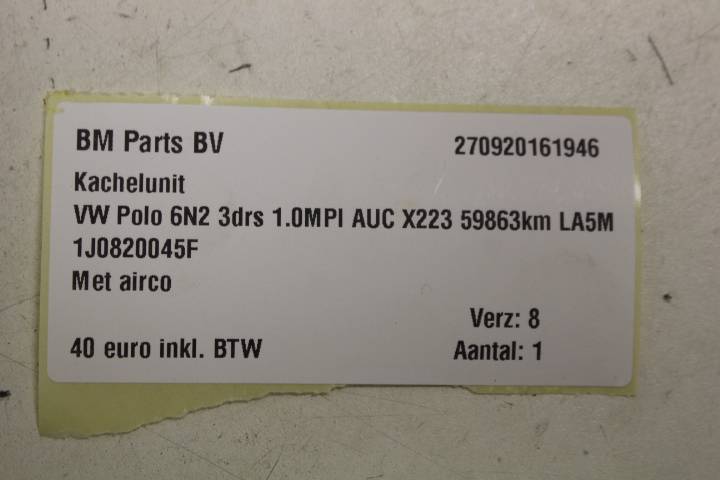 BM Parts BV 270920161946
Kachelunit
VW Polo 6N2 3drs 1.0MPI AUC X223 59863km LA5M
1J0820045F
Met airco
Verz: 8
40 euro inkl. BTW Aantal: 1